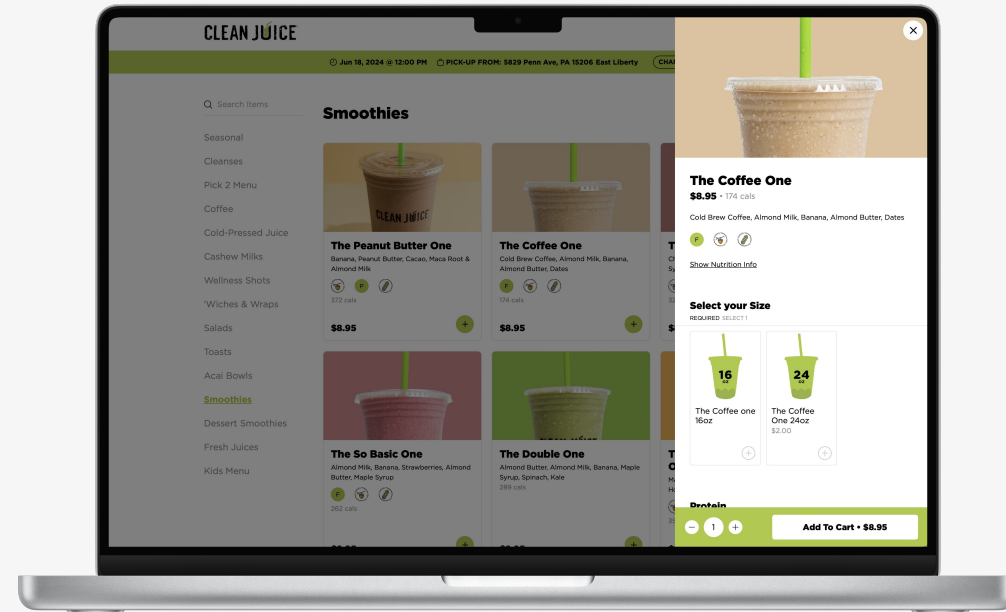 CLEAN JUICE
Jun 18, 2024 @ 12:00 PM PICK-UP FROM: 5829 Penn Ave, PA 15206 East Liberty
Search Items
Seasonal
Cleanses
Pick 2 Menu
Coffee
Cold-Pressed Juice
Cashew Milks
Wellness Shots
'Wiches & Wraps
Salads
Toasts
Acai Bowls
Smoothies
Dessert Smoothies
Fresh Juices
Kids Menu
Smoothies
CLEAN JUICE
The Peanut Butter One
Banana, Peanut Butter, Cacao, Maca Root &
Almond Milk
F
372 cals
$8.95
+
The Coffee One
Cold Brew Coffee, Almond Milk, Banana,
Almond Butter, Dates
F
174 cals
$8.95
+
The So Basic One
Almond Milk, Banana, Strawberries, Almond
Butter, Maple Syrup
F
262 cals
The Double One
Almond Butter, Almond Milk, Banana, Maple
Syrup, Spinach, Kale
289 cals
The Coffee One
$8.95 • 174 cals
Cold Brew Coffee, Almond Milk, Banana, Almond Butter, Dates
F
Show Nutrition Info
Select your Size
REQUIRED SELECT 1
16
OZ
The Coffee one
16oz
24
OZ
The Coffee
One 24oz
$2.00
Protein
− 1 +
Add To Cart • $8.95